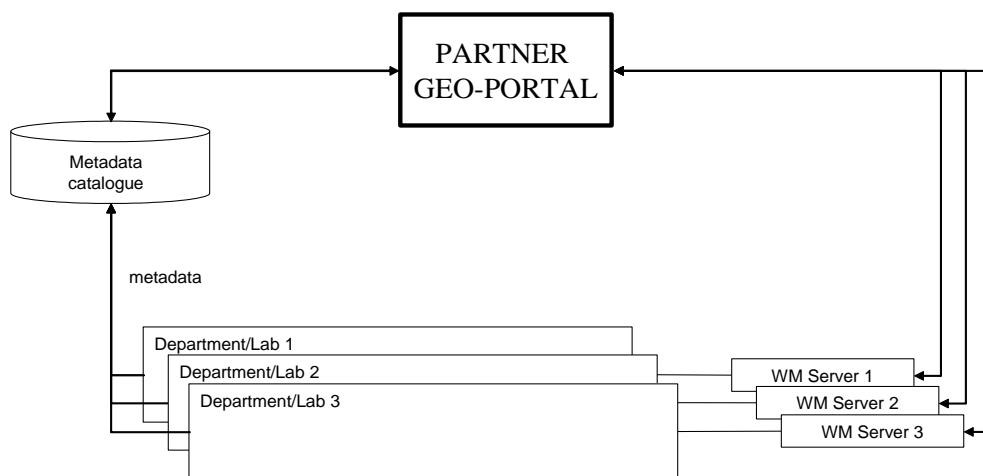 PARTNER
GEO-PORTAL
Metadata
catalogue
metadata
Department/Lab 1
Department/Lab 2
Department/Lab 3
WM Server 1
WM Server 2
WM Server 3